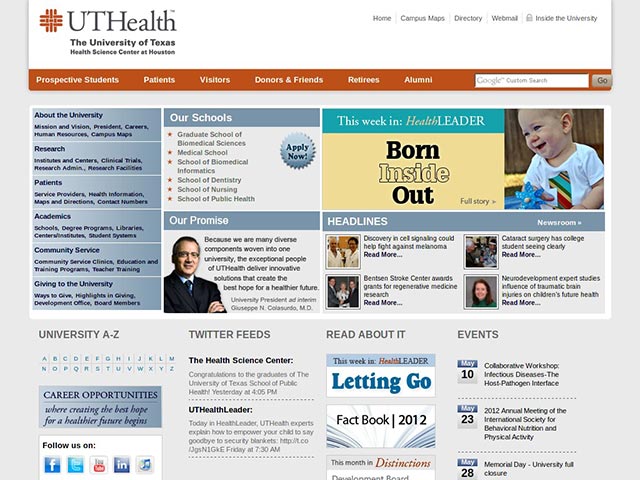 UTHealth™
The University of Texas
Health Science Center at Houston
Home
Campus Maps
Directory
Webmail
Inside the University
Prospective Students
Patients
Visitors
Donors & Friends
Retirees
Alumni
Google™ Custom Search
Go
About the University
Mission and Vision, President, Careers,
Human Resources, Campus Maps
Research
Institutes and Centers, Clinical Trials,
Research Admin., Research Facilities
Patients
Service Providers, Health Information,
Maps and Directions, Contact Numbers
Academics
Schools, Degree Programs, Libraries,
Centers/Institutes, Student Systems
Community Service
Community Service Clinics, Education and
Training Programs, Teacher Training
Giving to the University
Ways to Give, Highlights in Giving,
Development Office, Board Members
Our Schools
Graduate School of
Biomedical Sciences
Medical School
School of Biomedical
Informatics
School of Dentistry
School of Nursing
School of Public Health
Apply
Now!
Our Promise
Because we are many diverse
components woven into one
university, the exceptional people
of UTHealth deliver innovative
solutions that create the
best hope for a healthier future.
University President ad interim
Giuseppe N. Colasurdo, M.D.
This week in: HealthLEADER
Born
Inside
Out
Full story
HEADLINES
Newsroom »
Discovery in cell signaling could
help fight against melanoma
Read More...
Cataract surgery has college
student seeing clearly
Read More...
Bentsen Stroke Center awards
grants for regenerative medicine
research
Read More...
Neurodevelopment expert studies
influence of traumatic brain
injuries on children's future health
Read More...
UNIVERSITY A-Z
A B C D E F G H I J K L M
N O P Q R S T U V W X Y Z
CAREER OPPORTUNITIES
where creating the best hope
for a healthier future begins
Follow us on:
You
Tube
in
TWITTER FEEDS
The Health Science Center:
Congratulations to the graduates of The
University of Texas School of Public
Health! Yesterday at 4:05 PM
UTHealthLeader:
Today in HealthLEADER, UTHealth experts
explain how to empower your child to say
goodbye to security blankets: http://t.co
/JgsN1GkE Friday at 7:30 AM
READ ABOUT IT
This week in: HealthLEADER
Letting Go
Fact Book | 2012
This month in Distinctions
Development Board
EVENTS
May
10
Collaborative Workshop:
Infectious Diseases-The
Host-Pathogen Interface
May
23
2012 Annual Meeting of the
International Society for
Behavioral Nutrition and
Physical Activity
May
28
Memorial Day - University full
closure